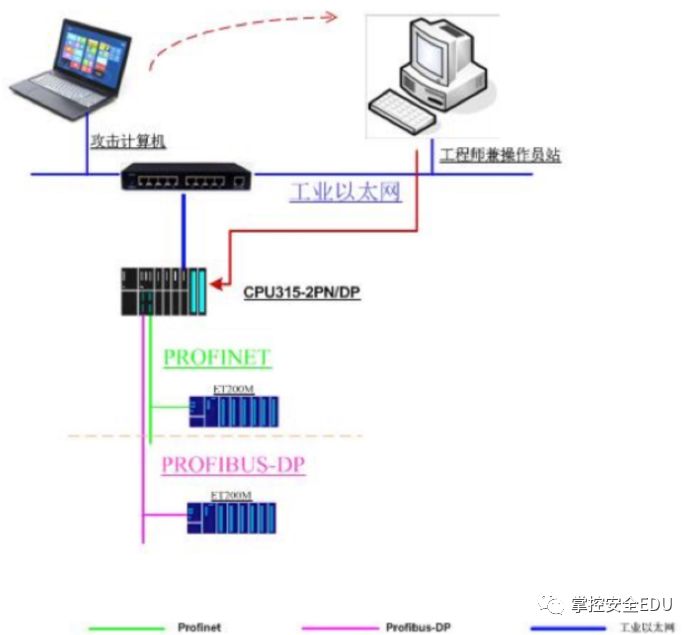 攻击计算机
工程师兼操作员站
工业以太网
CPU315-2PN/DP
PROFINET
ET200M
PROFIBUS-DP
ET200M
掌控安全EDU
Profinet
Profibus-DP
工业以太网